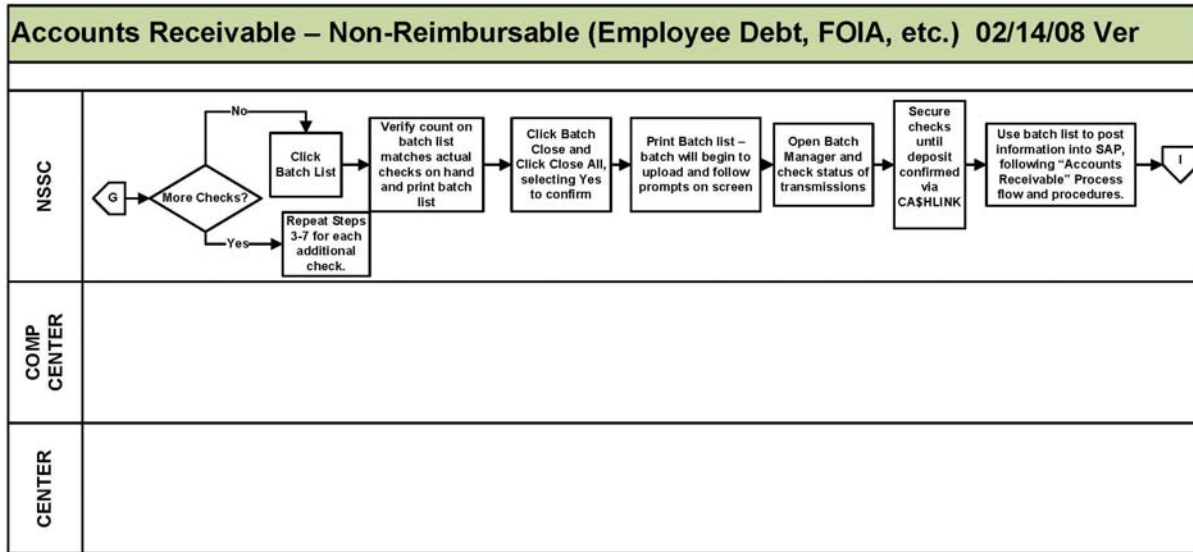 Accounts Receivable – Non-Reimbursable (Employee Debt, FOIA, etc.) 02/14/08 Ver
NSSC
G
More Checks?
No
Yes
Click
Batch List
Repeat Steps
3-7 for each
additional
check.
Verify count on
batch list
matches actual
checks on hand
and print batch
list
Click Batch
Close and
Click Close All,
selecting Yes
to confirm
Print Batch list –
batch will begin to
upload and follow
prompts on screen
Open Batch
Manager and
check status of
transmissions
Secure
checks
until
deposit
confirmed
via
CA$HLINK
Use batch list to post
information into SAP,
following “Accounts
Receivable” Process
flow and procedures.
I
COMP
CENTER
CENTER